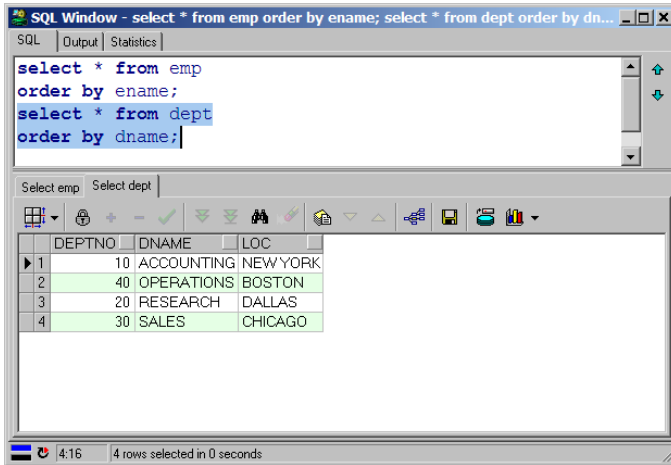 SQL Window - select * from emp order by ename; select * from dept order by dn...
SQL Output Statistics
select * from emp
order by ename;
select * from dept
order by dname;
Select emp Select dept
DEPTNO DNAME LOC
1 10 ACCOUNTING NEW YORK
2 40 OPERATIONS BOSTON
3 20 RESEARCH DALLAS
4 30 SALES CHICAGO
4:16 4 rows selected in 0 seconds